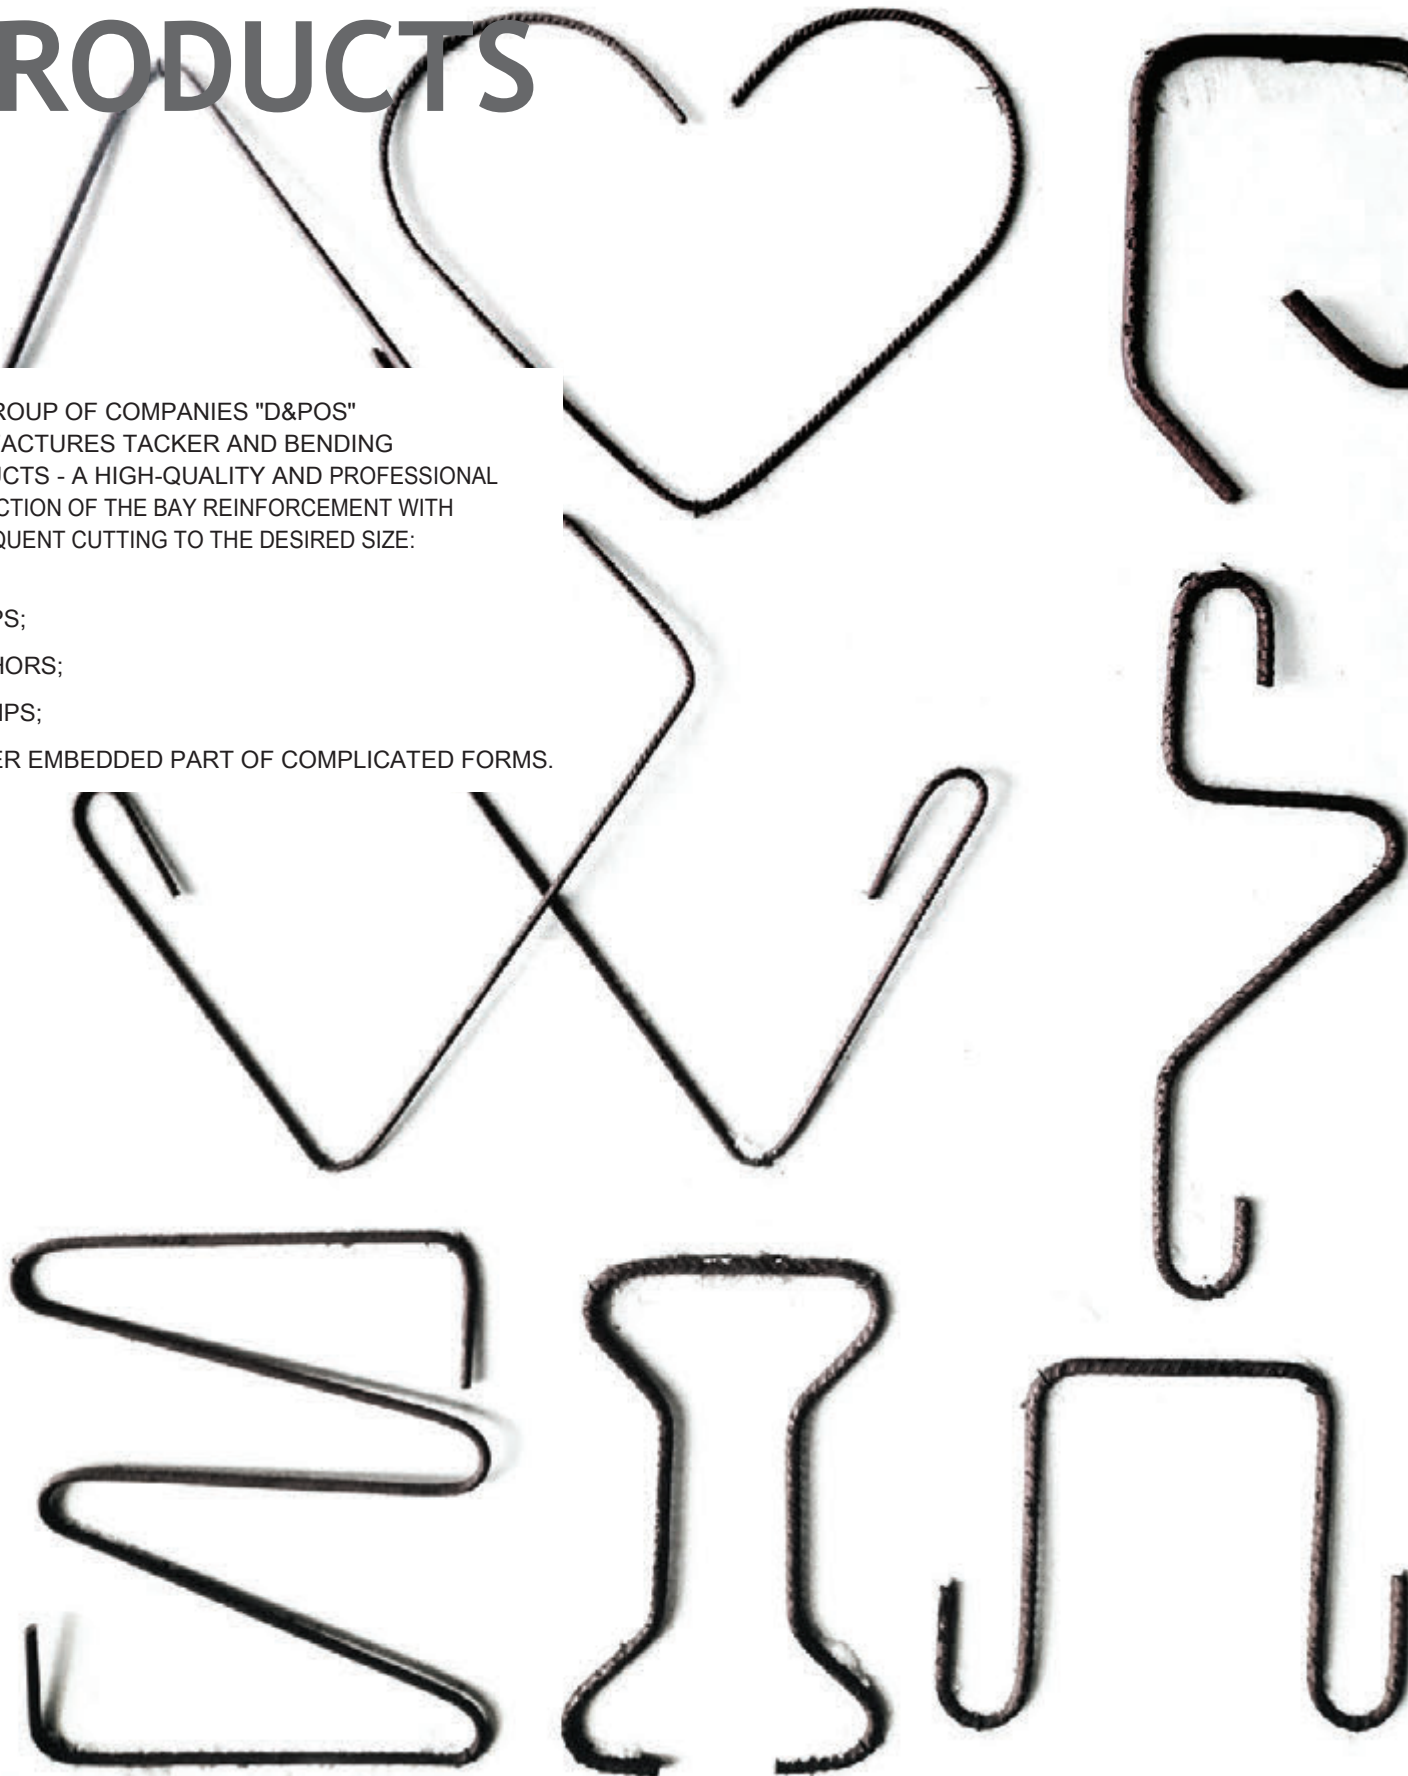 RODUCTS
ROUP OF COMPANIES "D&POS"
ACTURES TACKER AND BENDING
UCTS - A HIGH-QUALITY AND PROFESSIONAL
CTION OF THE BAY REINFORCEMENT WITH
QUENT CUTTING TO THE DESIRED SIZE:
PS;
HORS;
MPS;
ER EMBEDDED PART OF COMPLICATED FORMS.